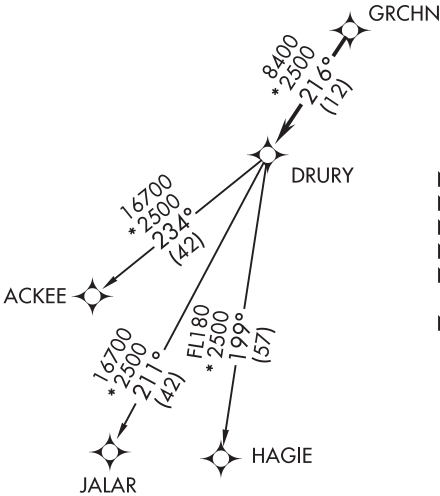 GRCHN
8400
*2500
216°
(12)
DRURY
16700
*2500
234°
(42)
ACKEE
16700
*2500
211°
(42)
FL180
*2500
199°
(57)
HAGIE
JALAR